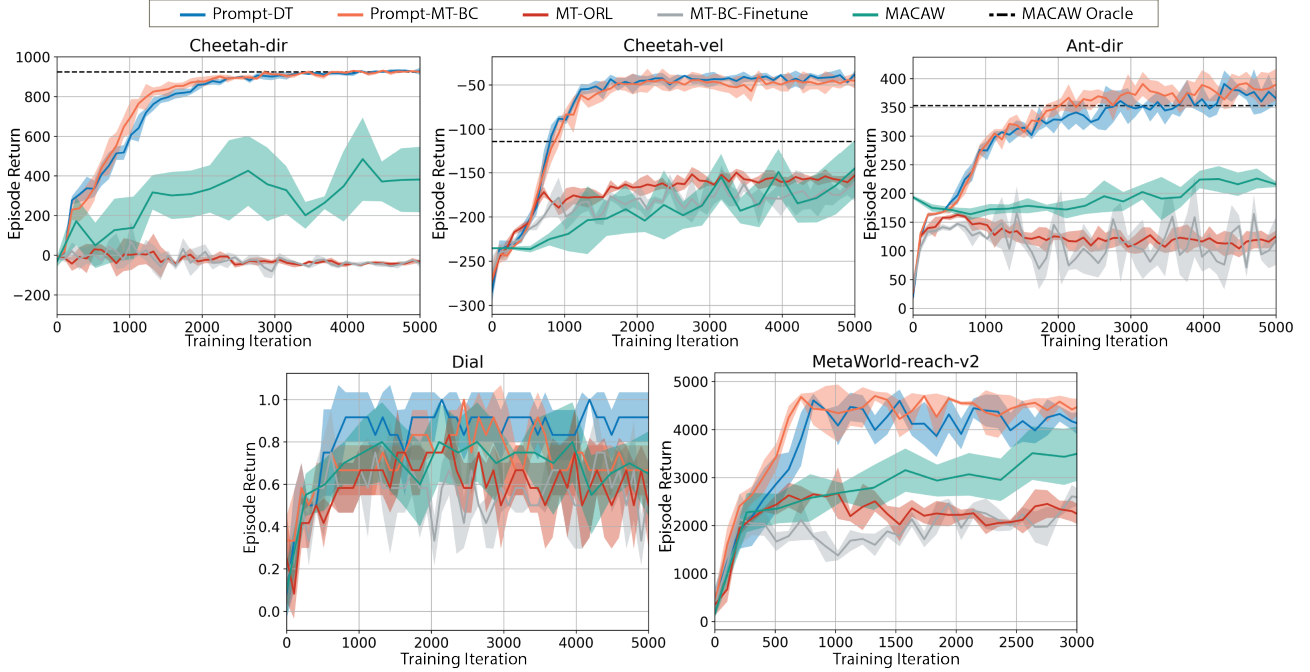 Prompt-DT Prompt-MT-BC MT-ORL MT-BC-Finetune MACAW MACAW Oracle
Cheetah-dir
Episode Return
1000
800
600
400
200
0
−200
0 1000 2000 3000 4000 5000
Training Iteration
Cheetah-vel
Episode Return
−50
−100
−150
−200
−250
−300
0 1000 2000 3000 4000 5000
Training Iteration
Ant-dir
Episode Return
400
350
300
250
200
150
100
50
0
0 1000 2000 3000 4000 5000
Training Iteration
Dial
Episode Return
1.0
0.8
0.6
0.4
0.2
0.0
0 1000 2000 3000 4000 5000
Training Iteration
MetaWorld-reach-v2
Episode Return
5000
4000
3000
2000
1000
0
0 500 1000 1500 2000 2500 3000
Training Iteration